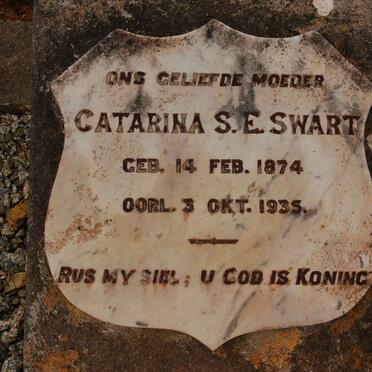 ONS GELIEFDE MOEDER
CATARINA S. E. SWART
GEB. 14 FEB. 1874
OORL. 3 OKT. 1935.
RUS MY SIEL; U GOD IS KONING